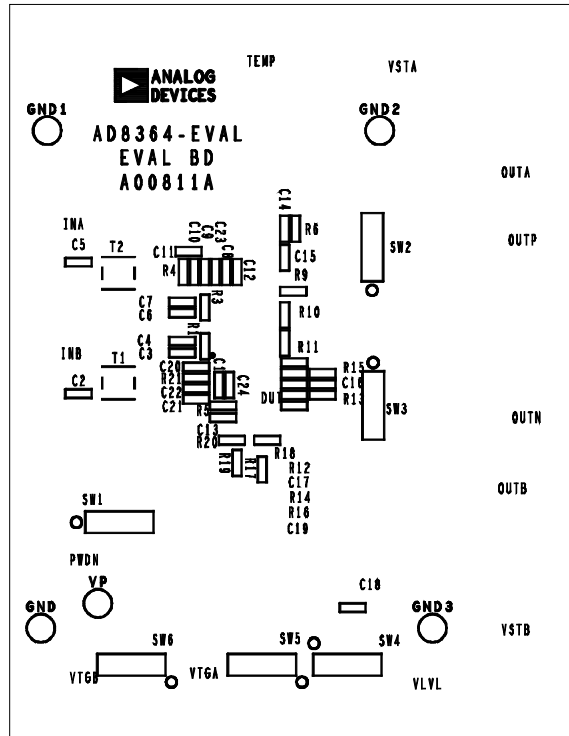 TEMP
VSTA
ANALOG
DEVICES
GND1
GND2
AD8364-EVAL
EVAL BD
A00811A
OUTA
INA
C5
T2
C10
C9
C23
C8
C11
R4
C12
C14
R6
C15
SW2
OUTP
R9
C7
C6
R3
R10
C4
C3
R1
R11
INB
C2
T1
C20
R21
C22
C21
C1
C24
R5
DUT
R15
C16
R13
SW3
OUTN
C13
R20
R18
R19
R17
R12
C17
R14
R16
C19
OUTB
SW1
PWDN
VP
GND
C18
GND3
VSTB
SW6
SW5
SW4
VTGB
VTGA
VLVL